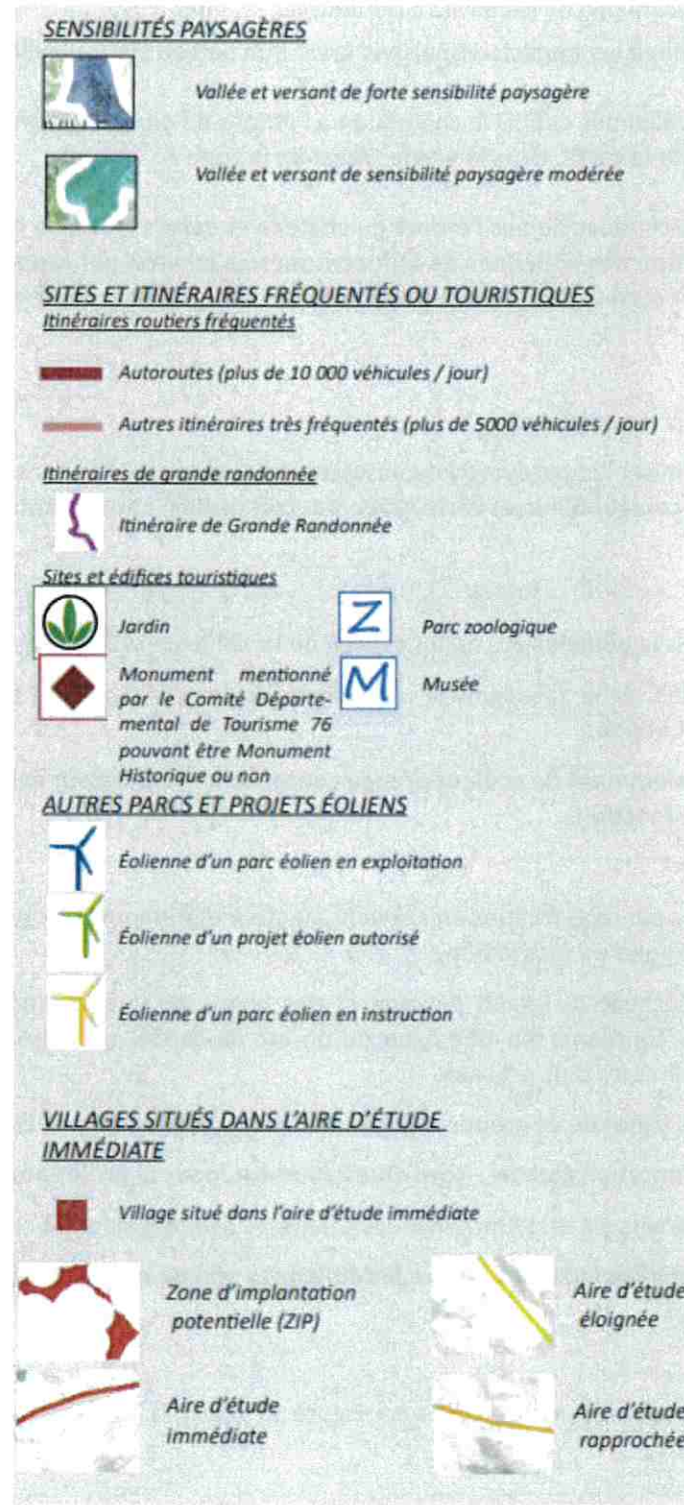 SENSIBILITÉS PAYSAGÈRES
Vallée et versant de forte sensibilité paysagère
Vallée et versant de sensibilité paysagère modérée
SITES ET ITINÉRAIRES FRÉQUENTÉS OU TOURISTIQUES
Itinéraires routiers fréquentés
Autoroutes (plus de 10 000 véhicules / jour)
Autres itinéraires très fréquentés (plus de 5000 véhicules / jour)
Itinéraires de grande randonnée
Itinéraire de Grande Randonnée
Sites et édifices touristiques
Jardin
Z Parc zoologique
Monument mentionné
par le Comité Départe-
mental de Tourisme 76
pouvant être Monument
Historique ou non
M Musée
AUTRES PARCS ET PROJETS ÉOLIENS
Éolienne d'un parc éolien en exploitation
Éolienne d'un projet éolien autorisé
Éolienne d'un parc éolien en instruction
VILLAGES SITUÉS DANS L'AIRE D'ÉTUDE
IMMÉDIATE
Village situé dans l'aire d'étude immédiate
Zone d'implantation
potentielle (ZIP)
Aire d'étude
éloignée
Aire d'étude
immédiate
Aire d'étude
rapprochée